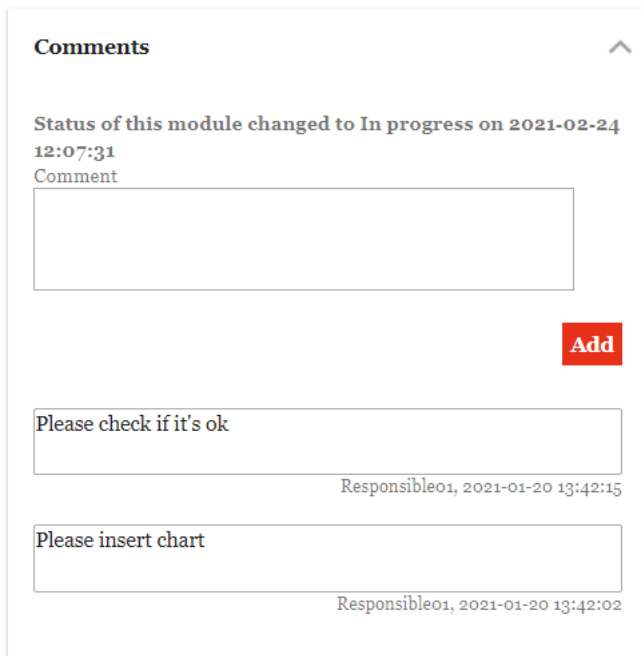 Comments
Status of this module changed to In progress on 2021-02-24
12:07:31
Comment
Add
Please check if it's ok
Responsible01, 2021-01-20 13:42:15
Please insert chart
Responsible01, 2021-01-20 13:42:02